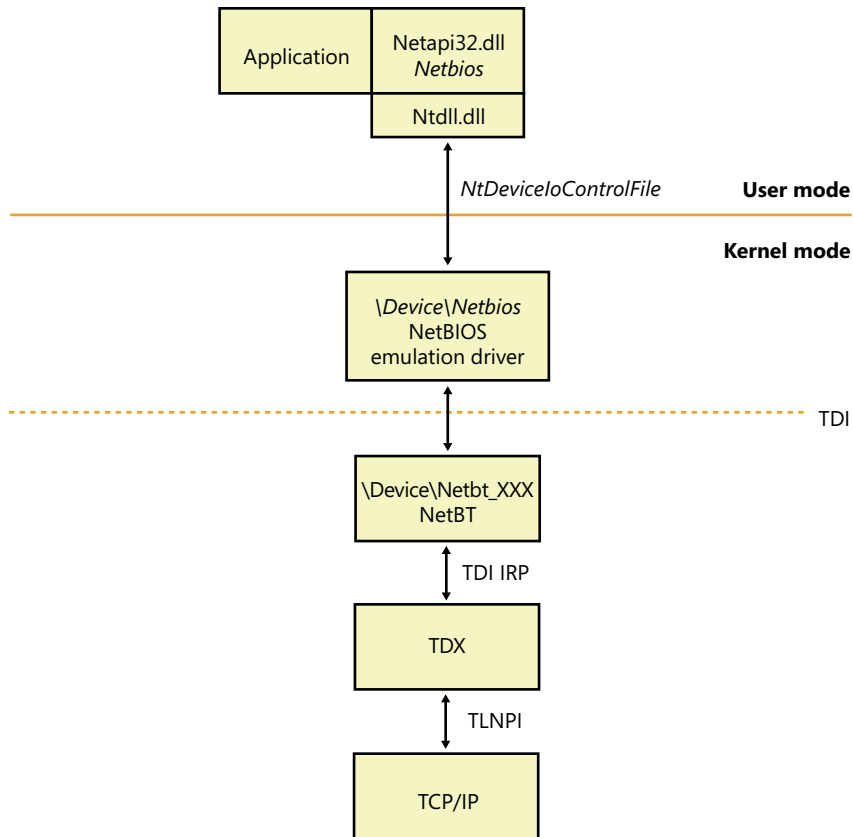 Application
Netapi32.dll
Netbios
Ntdll.dll
NtDeviceIoControlFile
User mode
Kernel mode
\Device\Netbios
NetBIOS
emulation driver
TDI
\Device\Netbt_XXX
NetBT
TDI IRP
TDX
TLNPI
TCP/IP